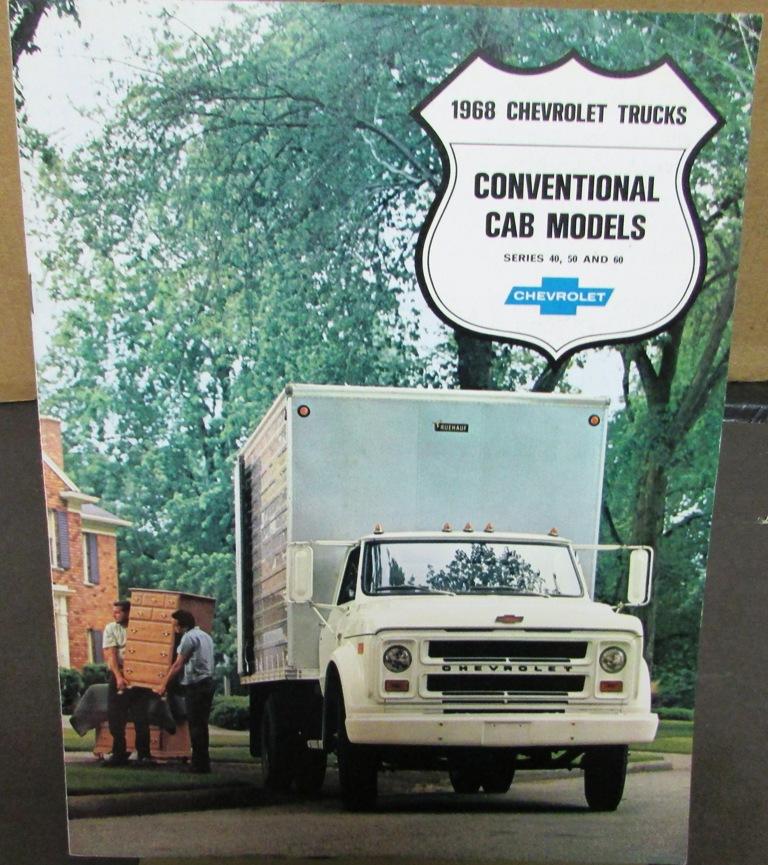 1968 CHEVROLET TRUCKS
CONVENTIONAL
CAB MODELS
SERIES 40, 50 AND 60
CHEVROLET
FRUEHAUF
CHEVROLET